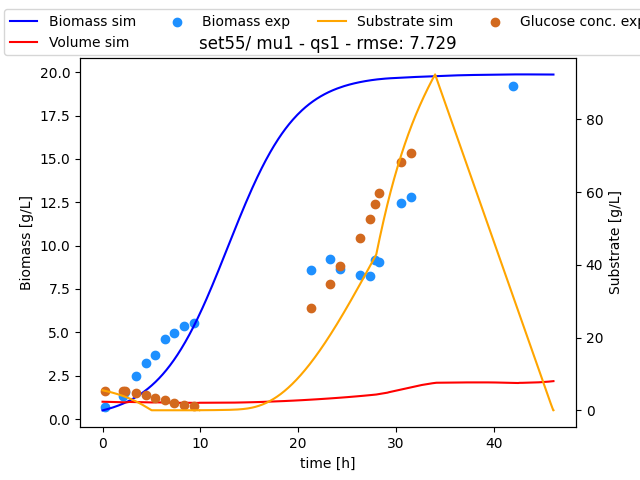 Biomass sim Biomass exp Substrate sim Glucose conc. exp
Volume sim
set55/ mu1 - qs1 - rmse: 7.729
20.0
17.5
15.0
12.5
10.0
7.5
5.0
2.5
0.0
Biomass [g/L]
80
60
40
20
0
Substrate [g/L]
0 10 20 30 40
time [h]